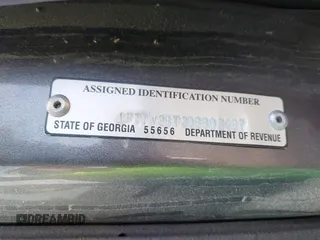 ASSIGNED IDENTIFICATION NUMBER
STATE OF GEORGIA 55656 DEPARTMENT OF REVENUE
DREAMBID